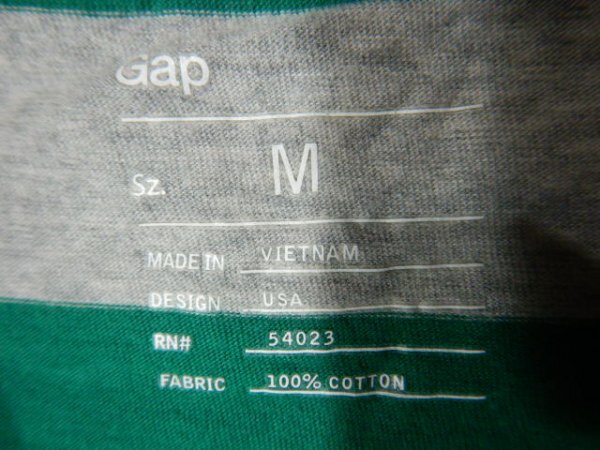 Gap
Sz. M
MADE IN VIETNAM
DESIGN USA
RN# 54023
FABRIC 100% COTTON